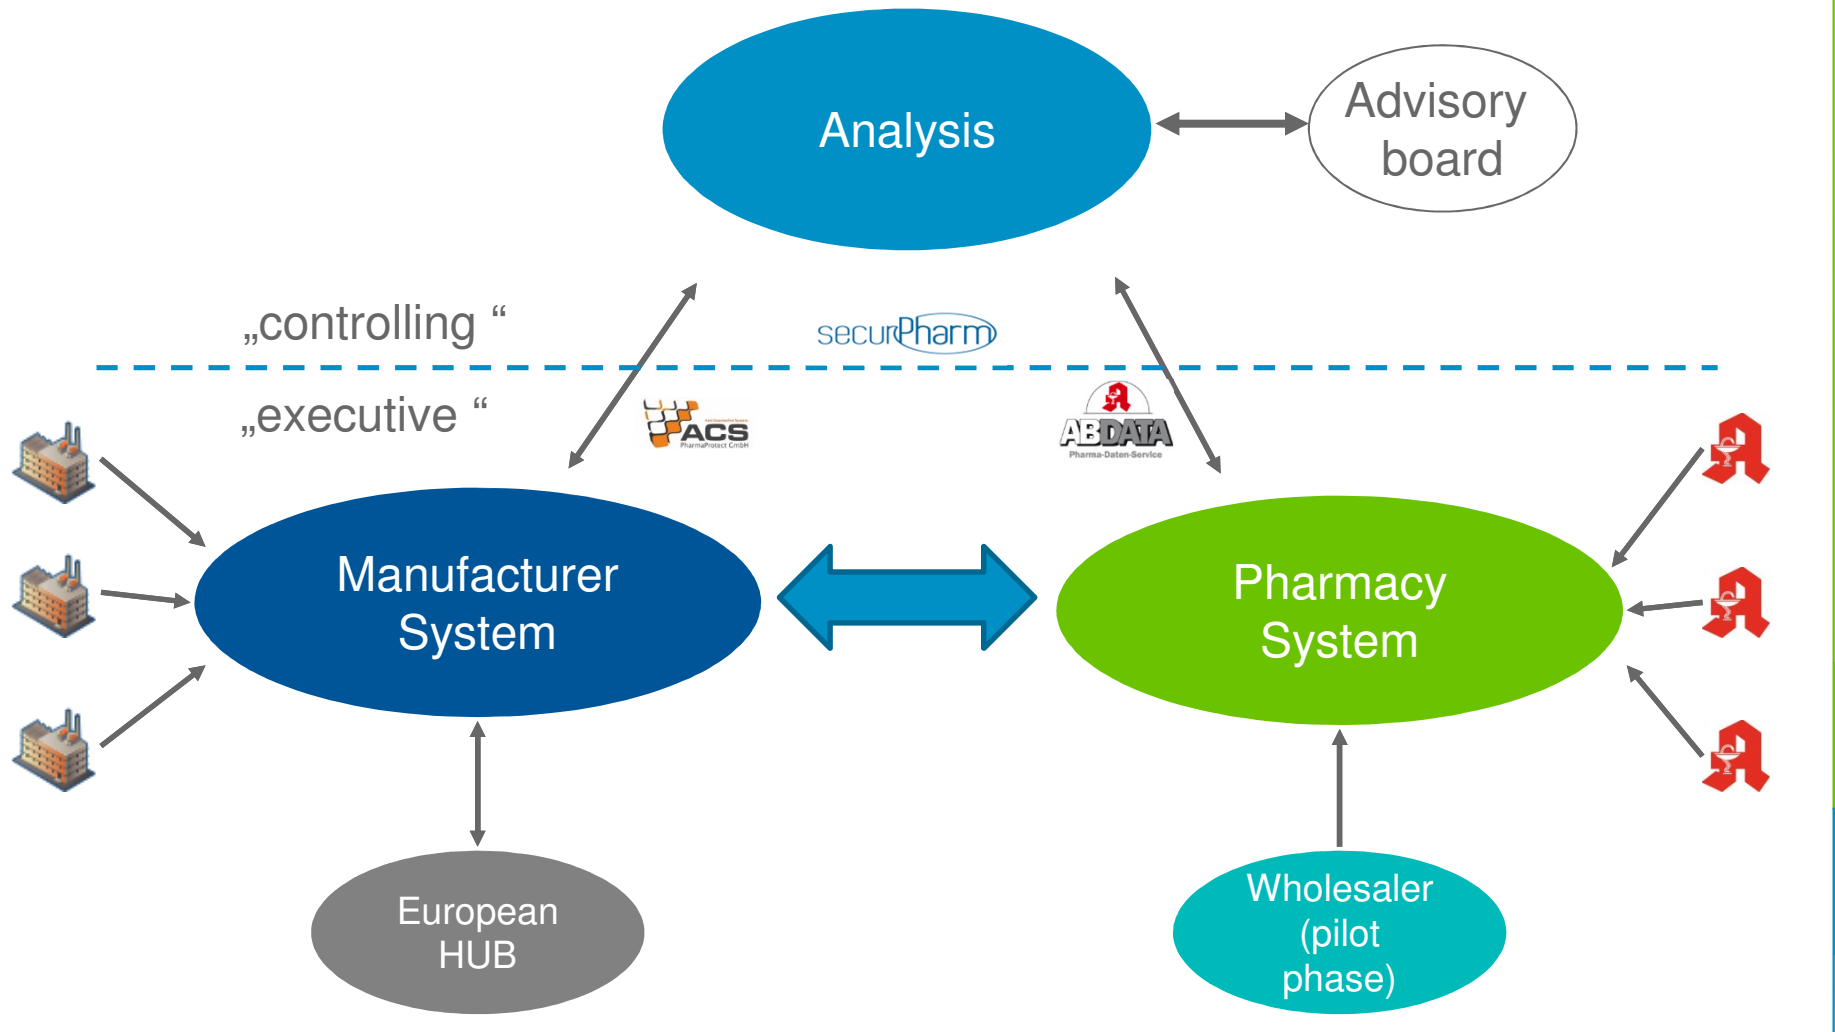 Analysis
Advisory
board
„controlling “
securPharm
„executive “
ACS
PharmaProtect GmbH
ABDATA
Pharma-Daten-Service
Manufacturer
System
Pharmacy
System
European
HUB
Wholesaler
(pilot
phase)